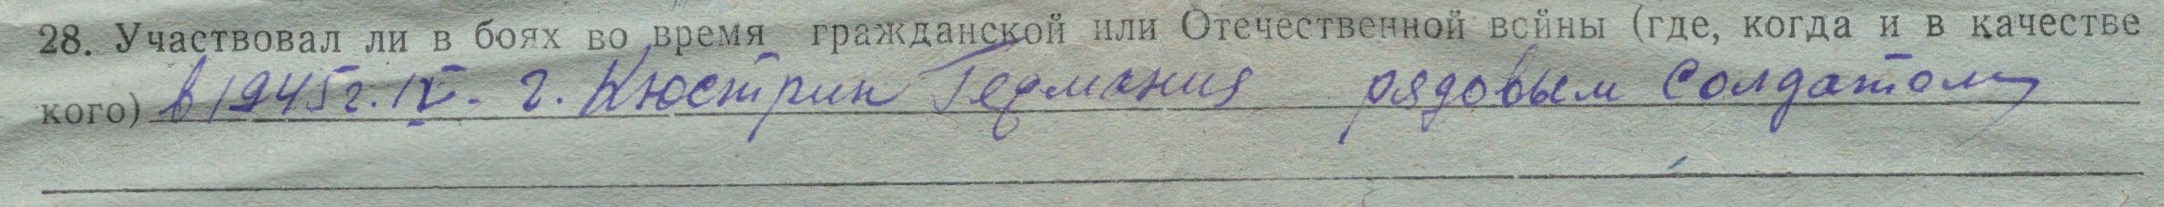 28. Участвовал ли в боях во время гражданской или Отечественной войны (где, когда и в качестве
кого) в 1945 г. IV. г. Кюстрин Германия рядовым солдатом